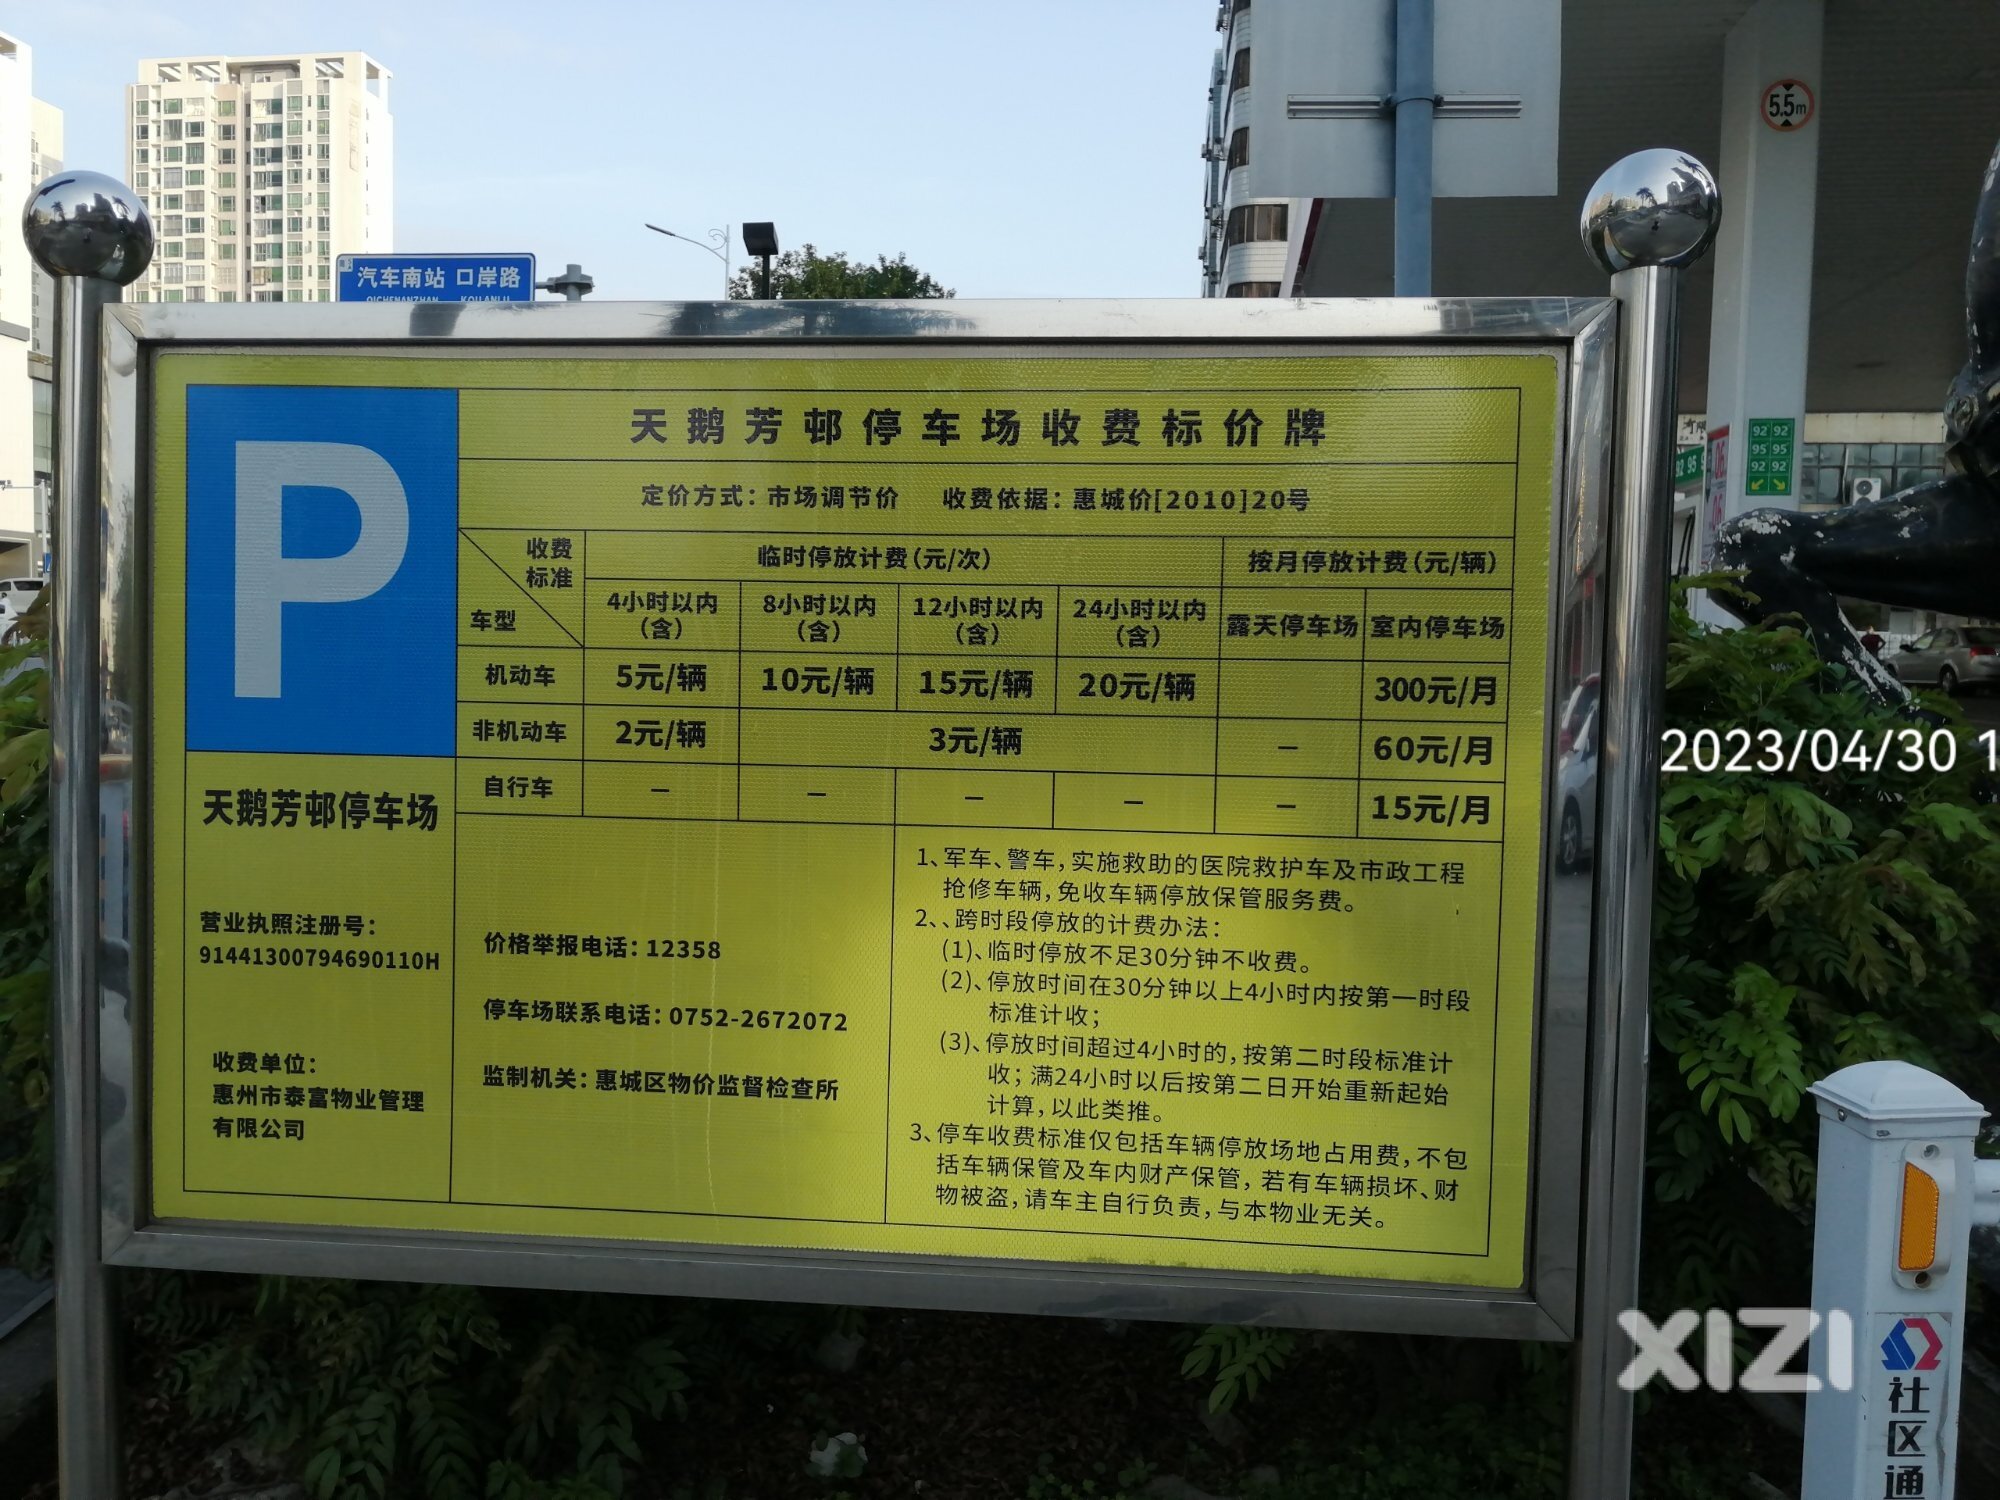 5.5m
汽车南站 口岸路
QICHENANZHAN KOUANLU
92 92
95 95
92 92
92 95
P
天鹅芳邨停车场收费标价牌
定价方式：市场调节价 收费依据：惠城价[2010]20号
收费标准
车型
临时停放计费（元/次）
按月停放计费（元/辆）
4小时以内（含）
8小时以内（含）
12小时以内（含）
24小时以内（含）
露天停车场
室内停车场
机动车 5元/辆 10元/辆 15元/辆 20元/辆 300元/月
非机动车 2元/辆 3元/辆 — 60元/月
自行车 — — — — — 15元/月
天鹅芳邨停车场
营业执照注册号：
91441300794690110H
收费单位：
惠州市泰富物业管理
有限公司
价格举报电话：12358
停车场联系电话：0752-2672072
监制机关：惠城区物价监督检查所
1、军车、警车，实施救助的医院救护车及市政工程
抢修车辆，免收车辆停放保管服务费。
2、、跨时段停放的计费办法：
(1)、临时停放不足30分钟不收费。
(2)、停放时间在30分钟以上4小时内按第一时段
标准计收；
(3)、停放时间超过4小时的，按第二时段标准计
收；满24小时以后按第二日开始重新起始
计算，以此类推。
3、停车收费标准仅包括车辆停放场地占用费，不包
括车辆保管及车内财产保管，若有车辆损坏、财
物被盗，请车主自行负责，与本物业无关。
2023/04/30 1
XIZI
社区通